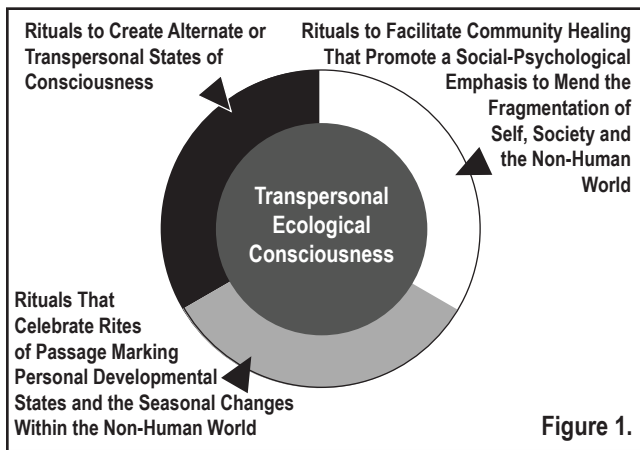 Rituals to Create Alternate or
Transpersonal States of
Consciousness
Rituals to Facilitate Community Healing
That Promote a Social-Psychological
Emphasis to Mend the
Fragmentation of
Self, Society and
the Non-Human
World
Transpersonal
Ecological
Consciousness
Rituals That
Celebrate Rites
of Passage Marking
Personal Developmental
States and the Seasonal Changes
Within the Non-Human World
Figure 1.